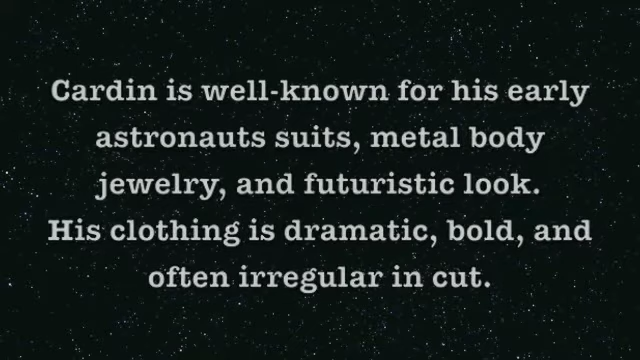 Cardin is well-known for his early
astronauts suits, metal body
jewelry, and futuristic look.
His clothing is dramatic, bold, and
often irregular in cut.